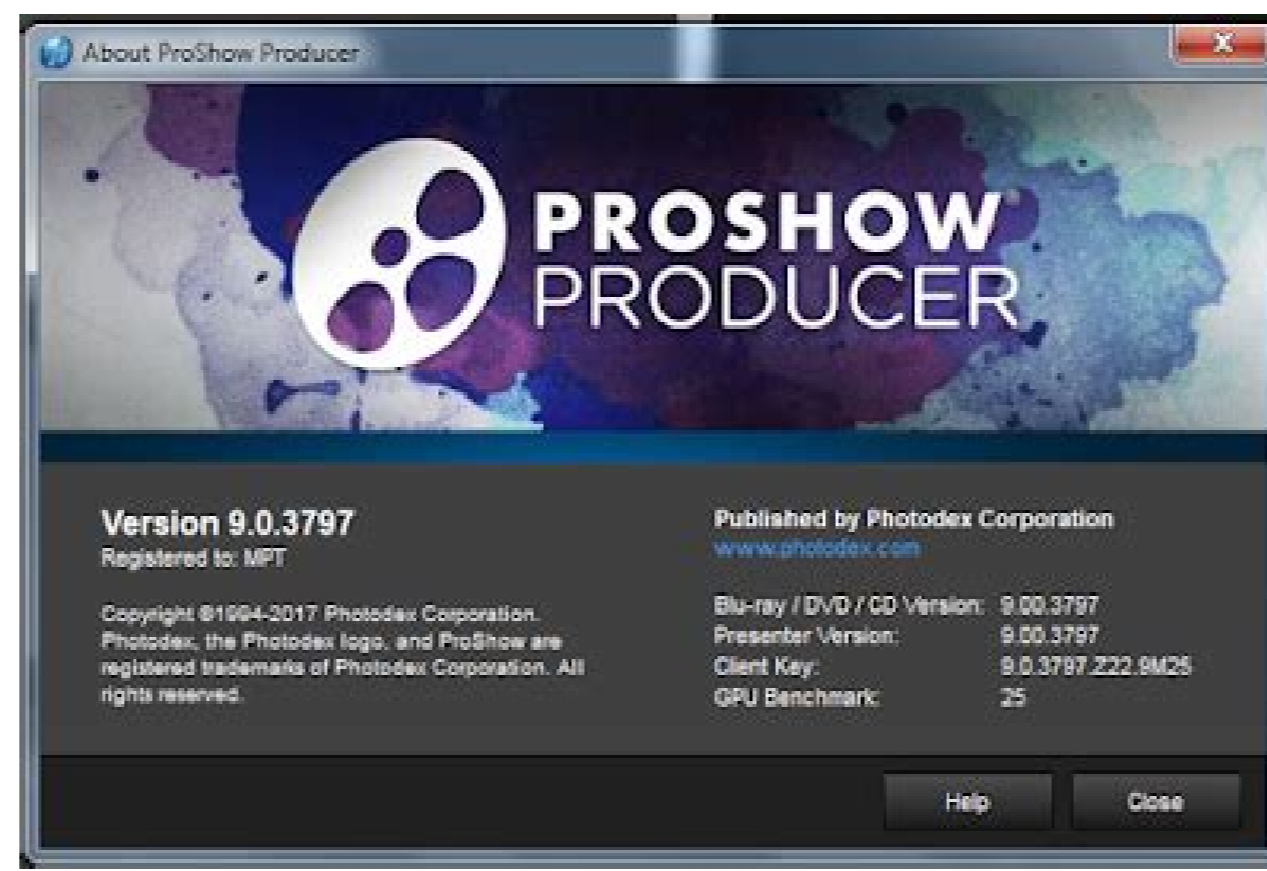 About ProShow Producer
PROSHOW
PRODUCER
Version 9.0.3797
Registered to: MPT
Copyright ©1994-2017 Photodex Corporation.
Photodex, the Photodex logo, and ProShow are
registered trademarks of Photodex Corporation. All
rights reserved.
Published by Photodex Corporation
www.photodex.com
Blu-ray / DVD / CD Version: 9.00.3797
Presenter Version: 9.00.3797
Client Key: 9.0.3797.Z22.9M25
GPU Benchmark: 25
Help
Close